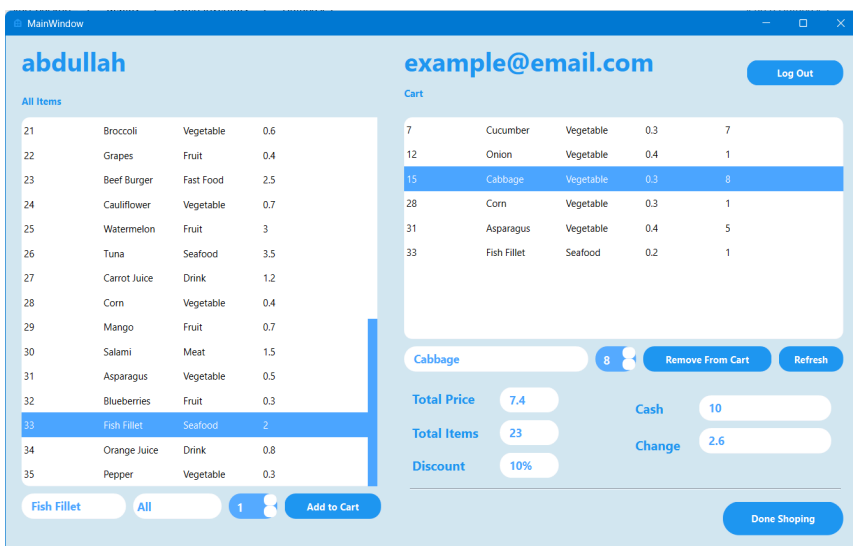 MainWindow
abdullah
example@email.com
Log Out
All Items
Cart
21 Broccoli Vegetable 0.6
22 Grapes Fruit 0.4
23 Beef Burger Fast Food 2.5
24 Cauliflower Vegetable 0.7
25 Watermelon Fruit 3
26 Tuna Seafood 3.5
27 Carrot Juice Drink 1.2
28 Corn Vegetable 0.4
29 Mango Fruit 0.7
30 Salami Meat 1.5
31 Asparagus Vegetable 0.5
32 Blueberries Fruit 0.3
33 Fish Fillet Seafood 2
34 Orange Juice Drink 0.8
35 Pepper Vegetable 0.3
Fish Fillet All 1 Add to Cart
7 Cucumber Vegetable 0.3 7
12 Onion Vegetable 0.4 1
15 Cabbage Vegetable 0.3 8
28 Corn Vegetable 0.3 1
31 Asparagus Vegetable 0.4 5
33 Fish Fillet Seafood 0.2 1
Cabbage 8 Remove From Cart Refresh
Total Price 7.4
Total Items 23
Discount 10%
Cash 10
Change 2.6
Done Shoping